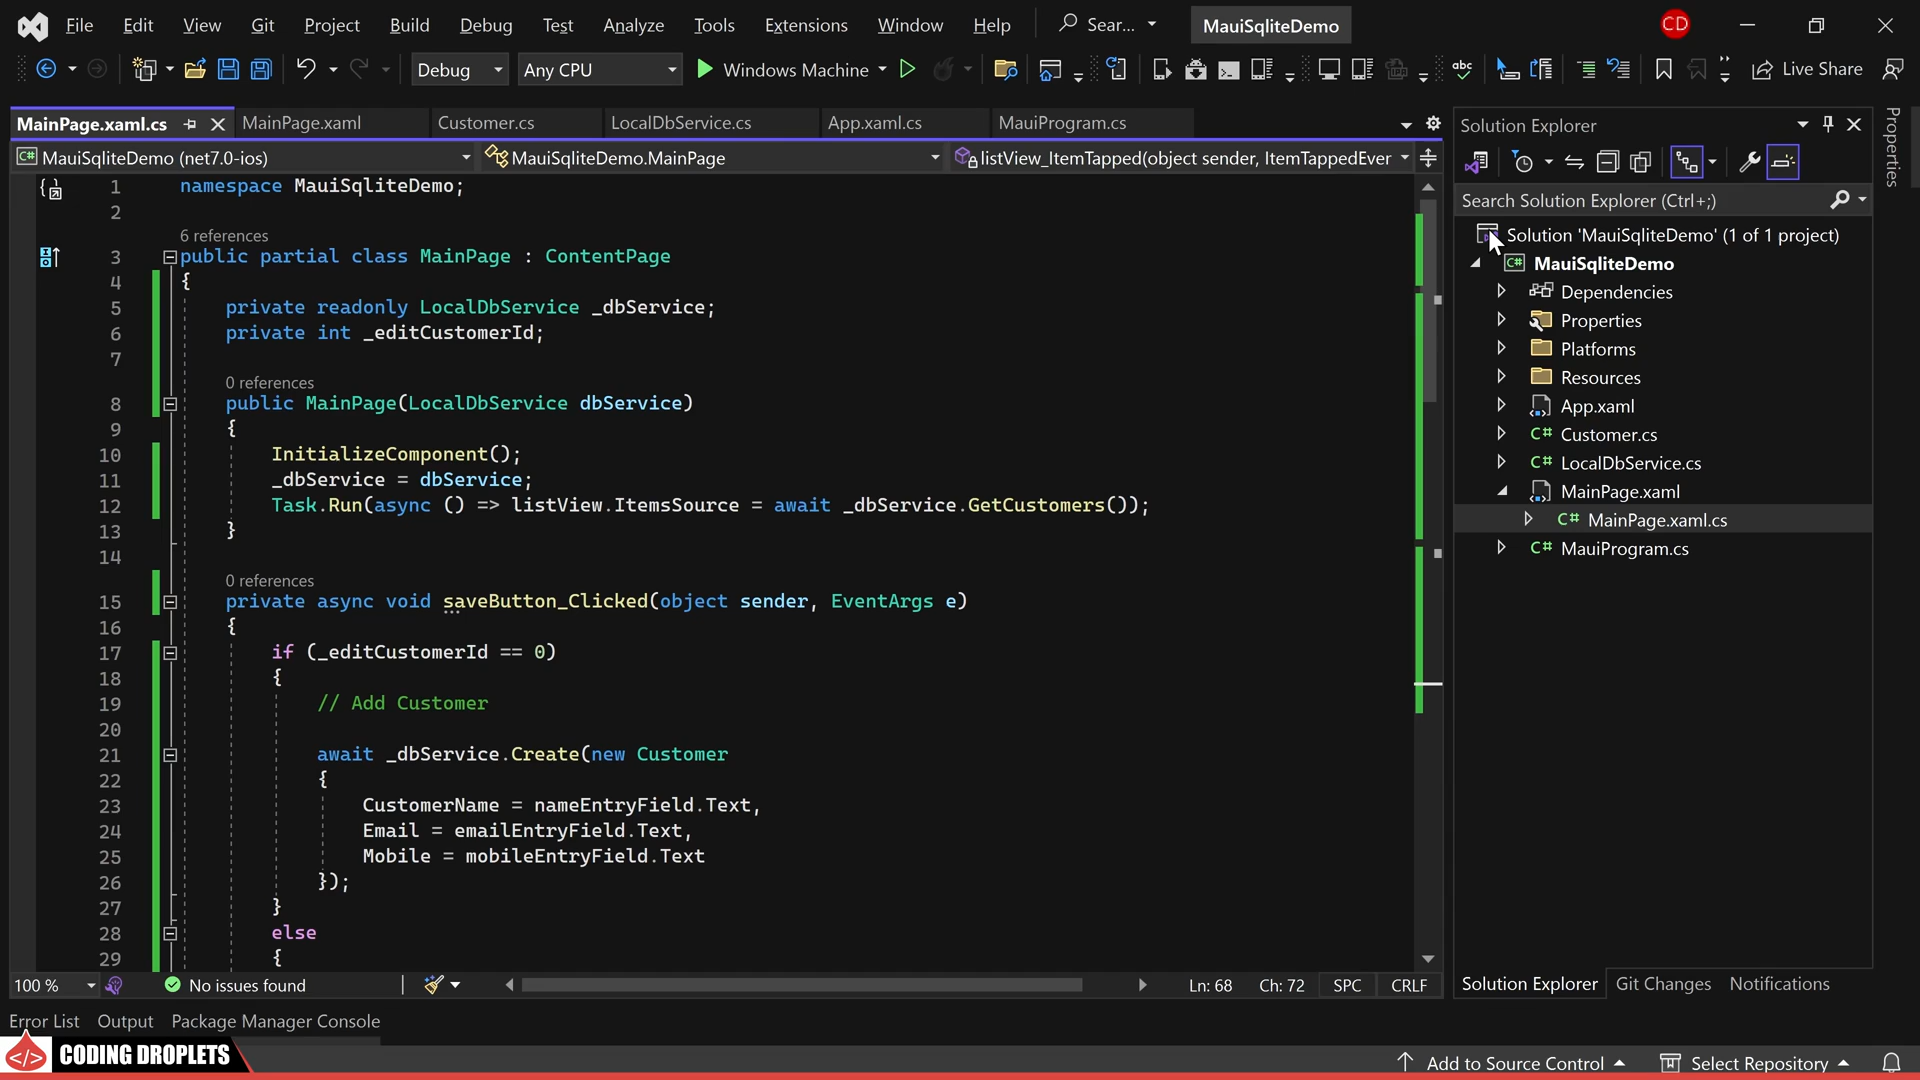 File Edit View Git Project Build Debug Test Analyze Tools Extensions Window Help Sear... MauiSqliteDemo CD
Debug Any CPU Windows Machine Live Share
MainPage.xaml.cs MainPage.xaml Customer.cs LocalDbService.cs App.xaml.cs MauiProgram.cs
MauiSqliteDemo (net7.0-ios) MauiSqliteDemo.MainPage listView_ItemTapped(object sender, ItemTappedEver
1 namespace MauiSqliteDemo;
2
6 references
3 public partial class MainPage : ContentPage
4 {
5 private readonly LocalDbService _dbService;
6 private int _editCustomerId;
7
0 references
8 public MainPage(LocalDbService dbService)
9 {
10 InitializeComponent();
11 _dbService = dbService;
12 Task.Run(async () => listView.ItemsSource = await _dbService.GetCustomers());
13 }
14
0 references
15 private async void saveButton_Clicked(object sender, EventArgs e)
16 {
17 if (_editCustomerId == 0)
18 {
19 // Add Customer
20
21 await _dbService.Create(new Customer
22 {
23 CustomerName = nameEntryField.Text,
24 Email = emailEntryField.Text,
25 Mobile = mobileEntryField.Text
26 });
27 }
28 else
29 {
100 % No issues found Ln: 68 Ch: 72 SPC CRLF
Error List Output Package Manager Console
Solution Explorer
Search Solution Explorer (Ctrl+;)
Solution 'MauiSqliteDemo' (1 of 1 project)
C# MauiSqliteDemo
Dependencies
Properties
Platforms
Resources
App.xaml
C# Customer.cs
C# LocalDbService.cs
MainPage.xaml
C# MainPage.xaml.cs
C# MauiProgram.cs
Solution Explorer Git Changes Notifications
Properties
CODING DROPLETS
Add to Source Control Select Repository